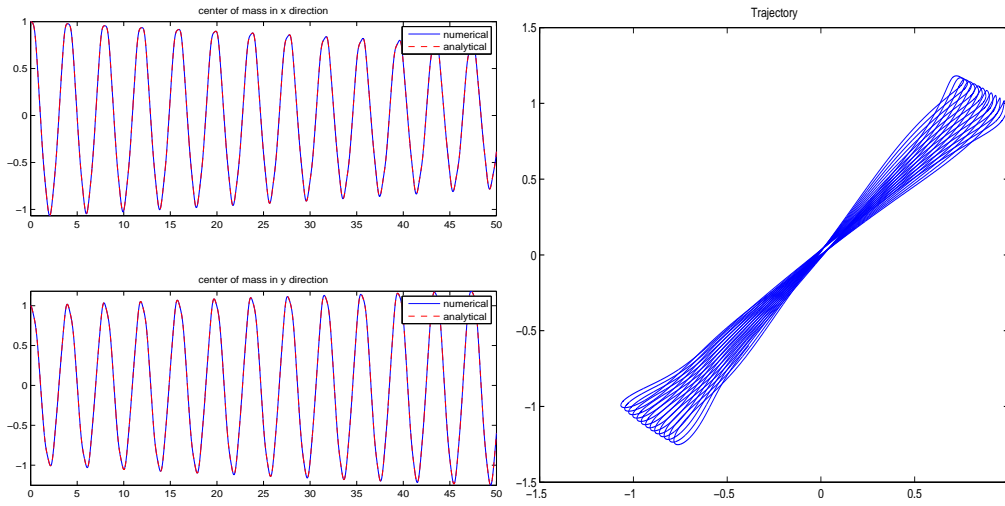 center of mass in x direction
numerical
analytical
1
0.5
0
−0.5
−1
0 5 10 15 20 25 30 35 40 45 50
center of mass in y direction
numerical
analytical
1
0.5
0
−0.5
−1
0 5 10 15 20 25 30 35 40 45 50
Trajectory
1.5
1
0.5
0
−0.5
−1
−1.5
−1.5 −1 −0.5 0 0.5